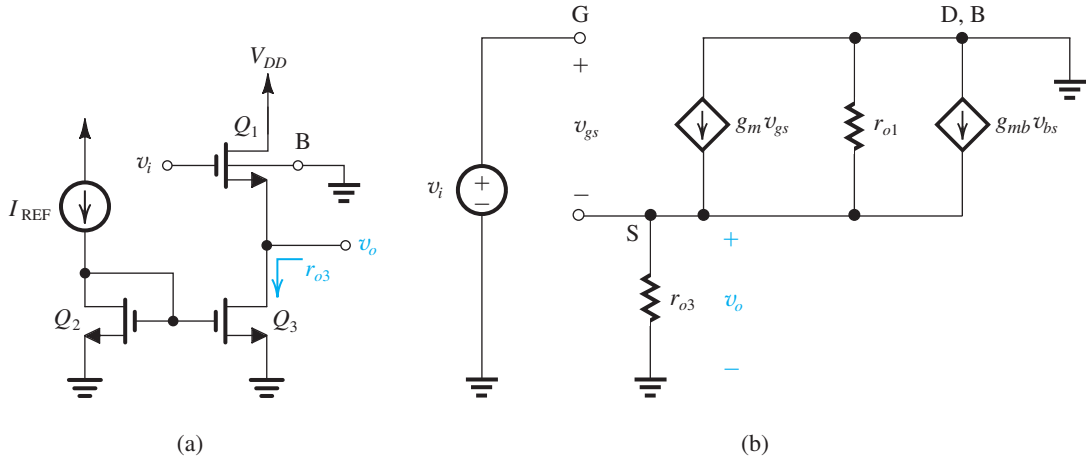 V_DD
Q_1
B
v_i
I_REF
v_o
r_o3
Q_2
Q_3
(a)
G
D, B
+
v_gs
−
g_m v_gs
r_o1
g_mb v_bs
v_i
+
−
S
+
r_o3
v_o
−
(b)